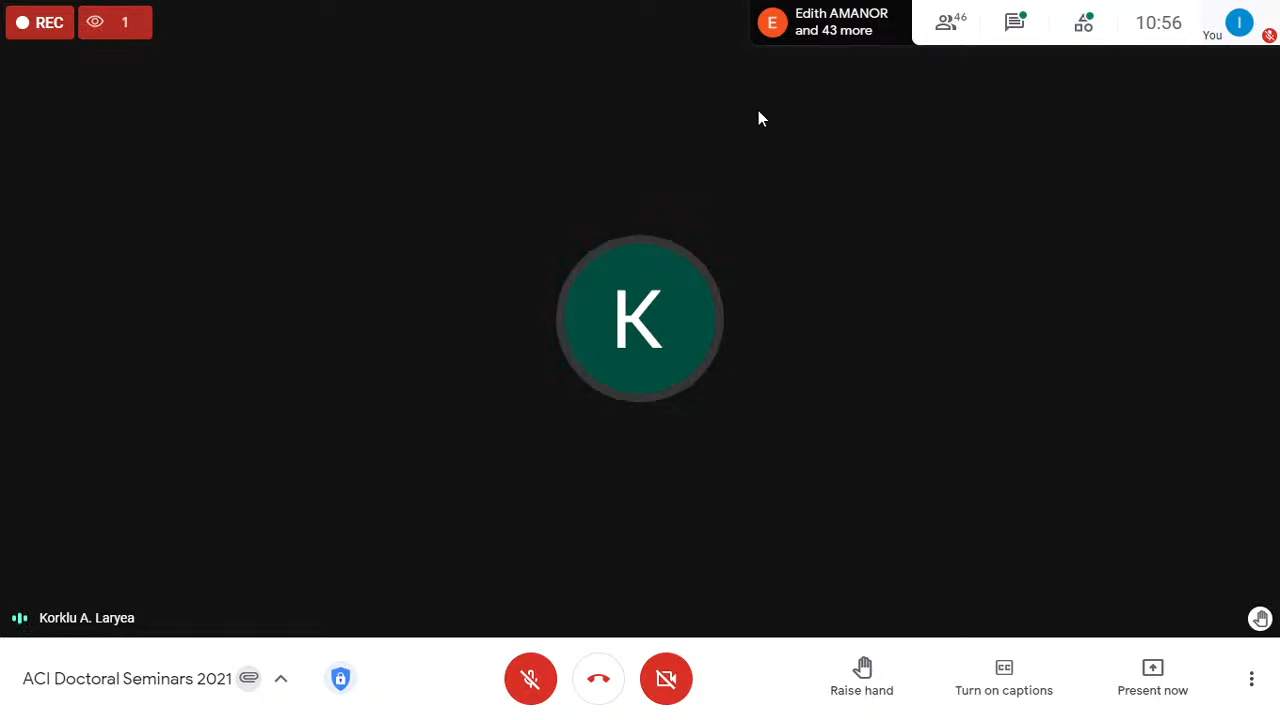 REC
1
E
Edith AMANOR
and 43 more
46
10:56
You
I
K
Korklu A. Laryea
ACI Doctoral Seminars 2021
Raise hand
CC
Turn on captions
Present now